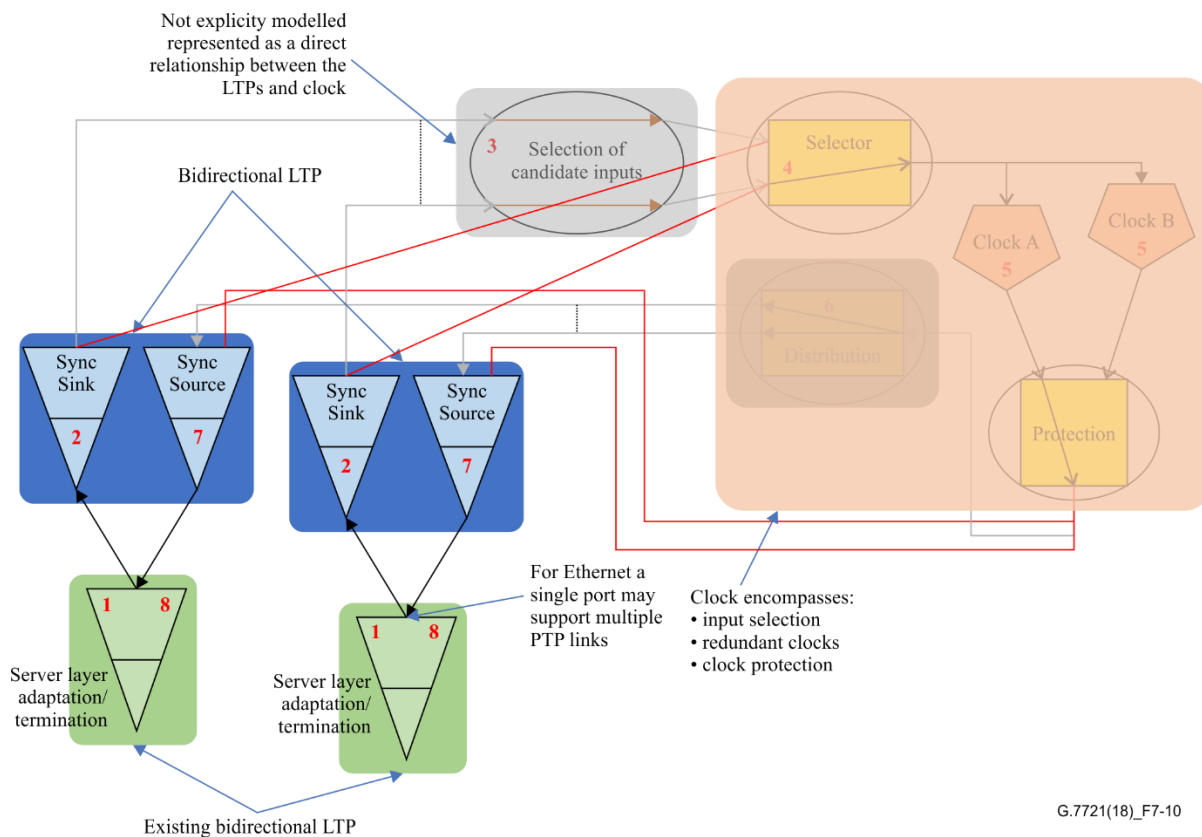 Not explicity modelled
represented as a direct
relationship between the
LTPs and clock
3
Selection of
candidate inputs
Selector
4
Clock A
5
Clock B
5
Bidirectional LTP
6
Distribution
Protection
Sync
Sink
2
Sync
Source
7
Sync
Sink
2
Sync
Source
7
1 8
Server layer
adaptation/
termination
1 8
Server layer
adaptation/
termination
For Ethernet a
single port may
support multiple
PTP links
Clock encompasses:
• input selection
• redundant clocks
• clock protection
Existing bidirectional LTP
G.7721(18)_F7-10